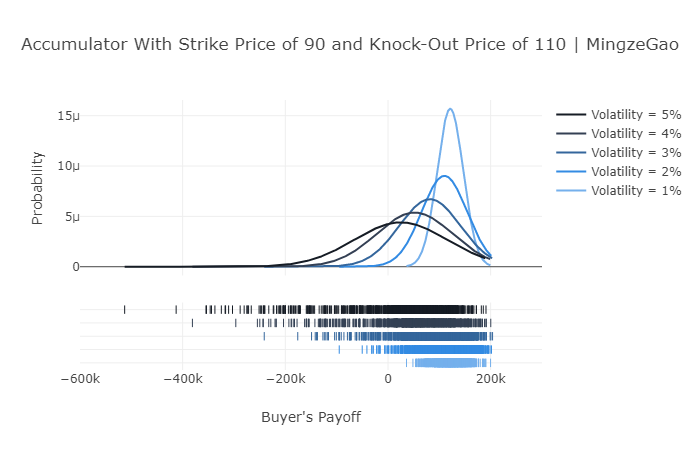 Accumulator With Strike Price of 90 and Knock-Out Price of 110 | MingzeGao
15μ
10μ
5μ
0
Probability
Volatility = 5%
Volatility = 4%
Volatility = 3%
Volatility = 2%
Volatility = 1%
−600k
−400k
−200k
0
200k
Buyer's Payoff